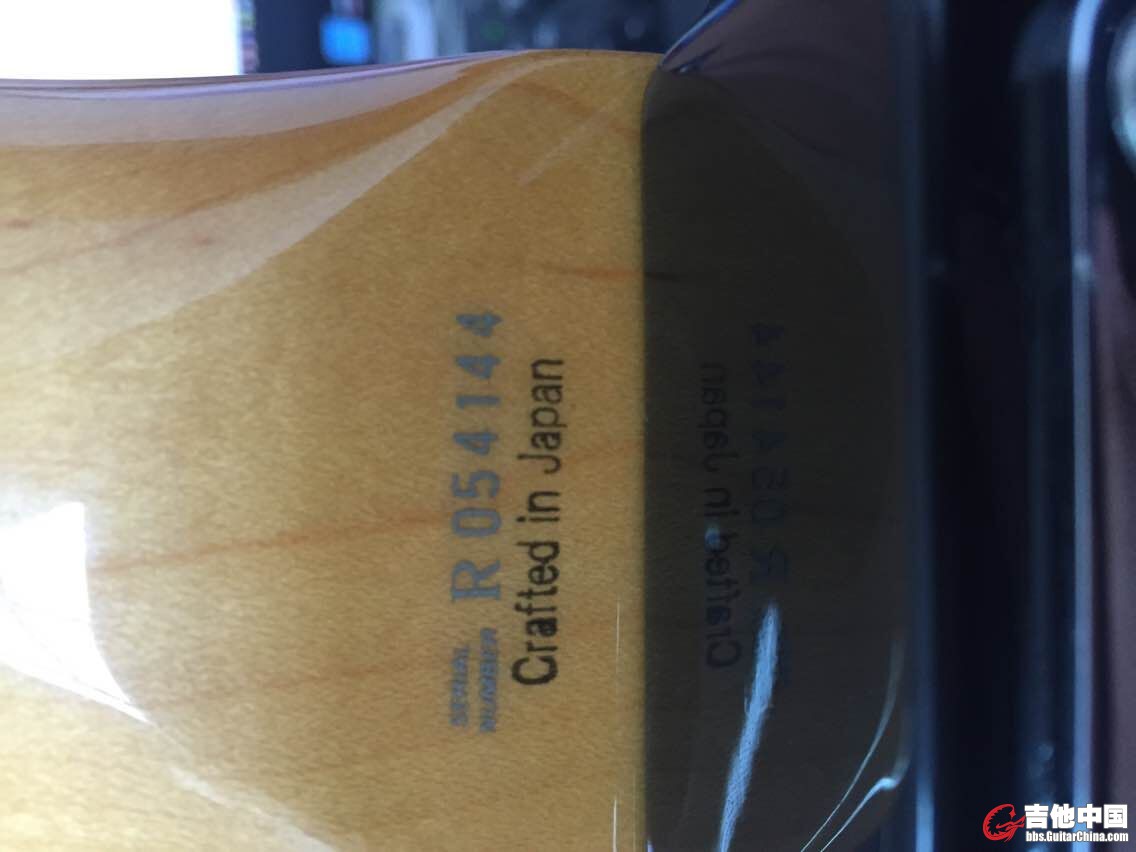 SERIAL
NUMBER R 054144
Crafted in Japan
吉他中国
bbs.GuitarChina.com